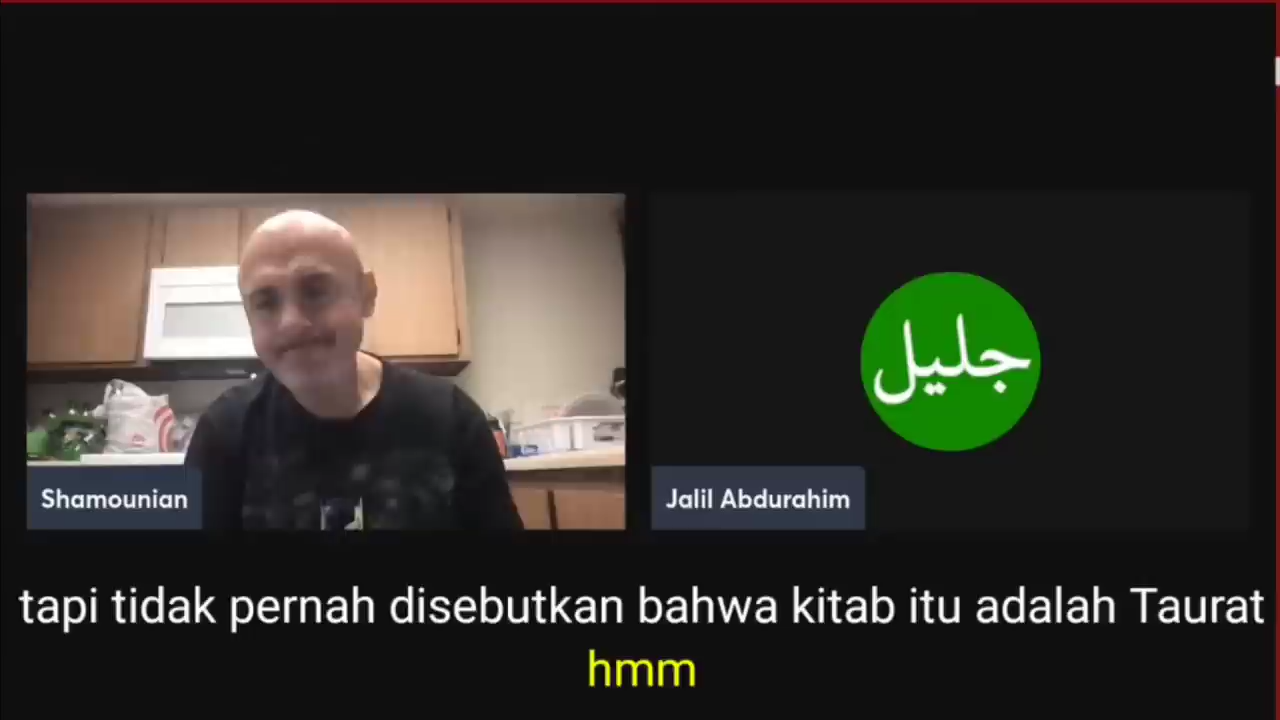 جليل
Shamounian
Jalil Abdurahim
tapi tidak pernah disebutkan bahwa kitab itu adalah Taurat
hmm